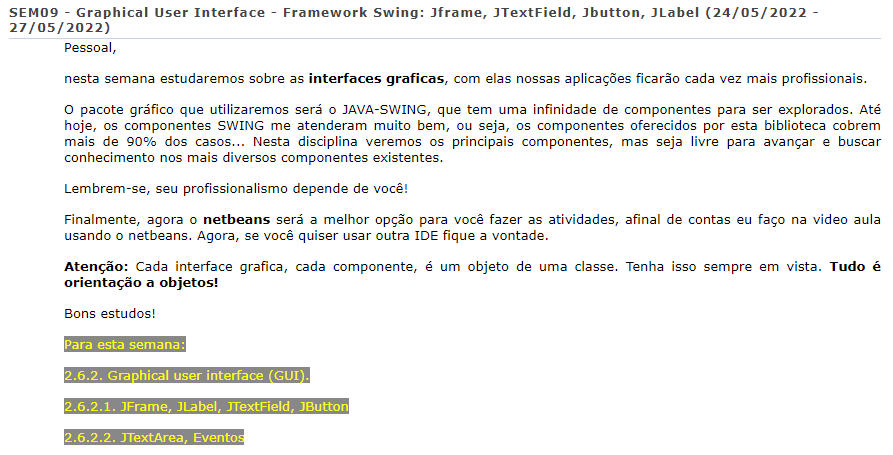 SEM09 - Graphical User Interface - Framework Swing: Jframe, JTextField, Jbutton, JLabel (24/05/2022 -
27/05/2022)
Pessoal,
nesta semana estudaremos sobre as interfaces graficas, com elas nossas aplicações ficarão cada vez mais profissionais.
O pacote gráfico que utilizaremos será o JAVA-SWING, que tem uma infinidade de componentes para ser explorados. Até
hoje, os componentes SWING me atenderam muito bem, ou seja, os componentes oferecidos por esta biblioteca cobrem
mais de 90% dos casos... Nesta disciplina veremos os principais componentes, mas seja livre para avançar e buscar
conhecimento nos mais diversos componentes existentes.
Lembrem-se, seu profissionalismo depende de você!
Finalmente, agora o netbeans será a melhor opção para você fazer as atividades, afinal de contas eu faço na video aula
usando o netbeans. Agora, se você quiser usar outra IDE fique a vontade.
Atenção: Cada interface grafica, cada componente, é um objeto de uma classe. Tenha isso sempre em vista. Tudo é
orientação a objetos!
Bons estudos!
Para esta semana:
2.6.2. Graphical user interface (GUI).
2.6.2.1. JFrame, JLabel, JTextField, JButton
2.6.2.2. JTextArea, Eventos